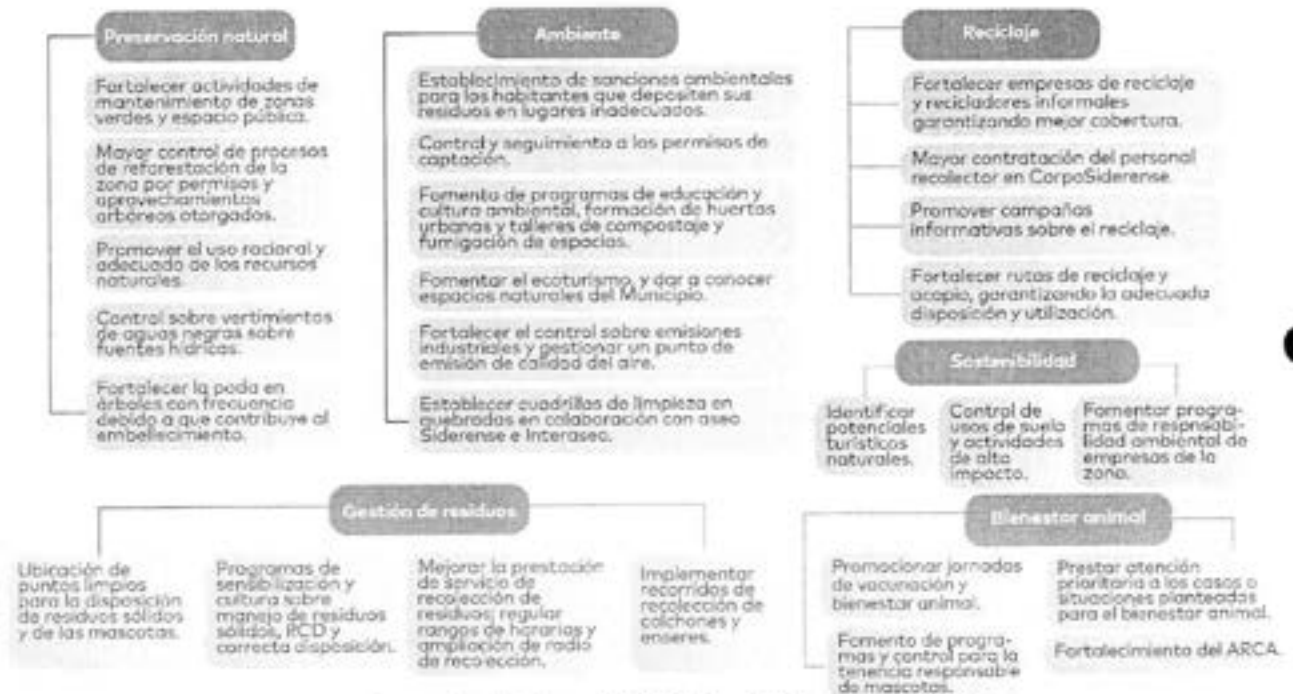 Preservación natural
Fortalecer actividades de
mantenimiento de zonas
verdes y espacio público.
Mayor control de procesos
de reforestación de la
zona por permisos y
aprovechamientos
arbóreos otorgados.
Promover el uso racional y
adecuado de los recursos
naturales.
Control sobre vertimientos
de aguas negras sobre
fuentes hídricas.
Fortalecer la poda en
árboles con frecuencia
debido a que contribuye al
embellecimiento.
Ambiente
Establecimiento de sanciones ambientales
para los habitantes que depositen sus
residuos en lugares inadecuados.
Control y seguimiento a los permisos de
captación.
Fomento de programas de educación y
cultura ambiental, formación de huertas
urbanas y talleres de compostaje y
fumigación de espacios.
Fomentar el ecoturismo, y dar a conocer
espacios naturales del Municipio.
Fortalecer el control sobre emisiones
industriales y gestionar un punto de
emisión de calidad del aire.
Establecer cuadrillas de limpieza en
quebradas en colaboración con aseo
Siderense e Interaseo.
Reciclaje
Fortalecer empresas de reciclaje
y recicladores informales
garantizando mejor cobertura.
Mayor contratación del personal
recolector en CorpoSiderense.
Promover campañas
informativas sobre el reciclaje.
Fortalecer rutas de reciclaje y
acopio, garantizando la adecuada
disposición y utilización.
Sostenibilidad
Identificar
potenciales
turísticos
naturales.
Control de
usos de suelo
y actividades
de alto
impacto.
Fomentar progra-
mas de respnsabi-
lidad ambiental de
empresas de la
zona.
Gestión de residuos
Ubicación de
puntos limpios
para la disposición
de residuos sólidos
y de las mascotas.
Programas de
sensibilización y
cultura sobre
manejo de residuos
sólidos, RCD y
correcta disposición.
Mejorar la prestación
de servicio de
recolección de
residuos; regular
rangos de horarios y
ampliación de radio
de recolección.
Implementar
recorridos de
recolección de
colchones y
enseres.
Bienestar animal
Promocionar jornadas
de vacunación y
bienestar animal.
Fomento de progra-
mas y control para la
tenencia responsable
de mascotas.
Prestar atención
prioritaria a los casos o
situaciones planteadas
para el bienestar animal.
Fortalecimiento del ARCA.